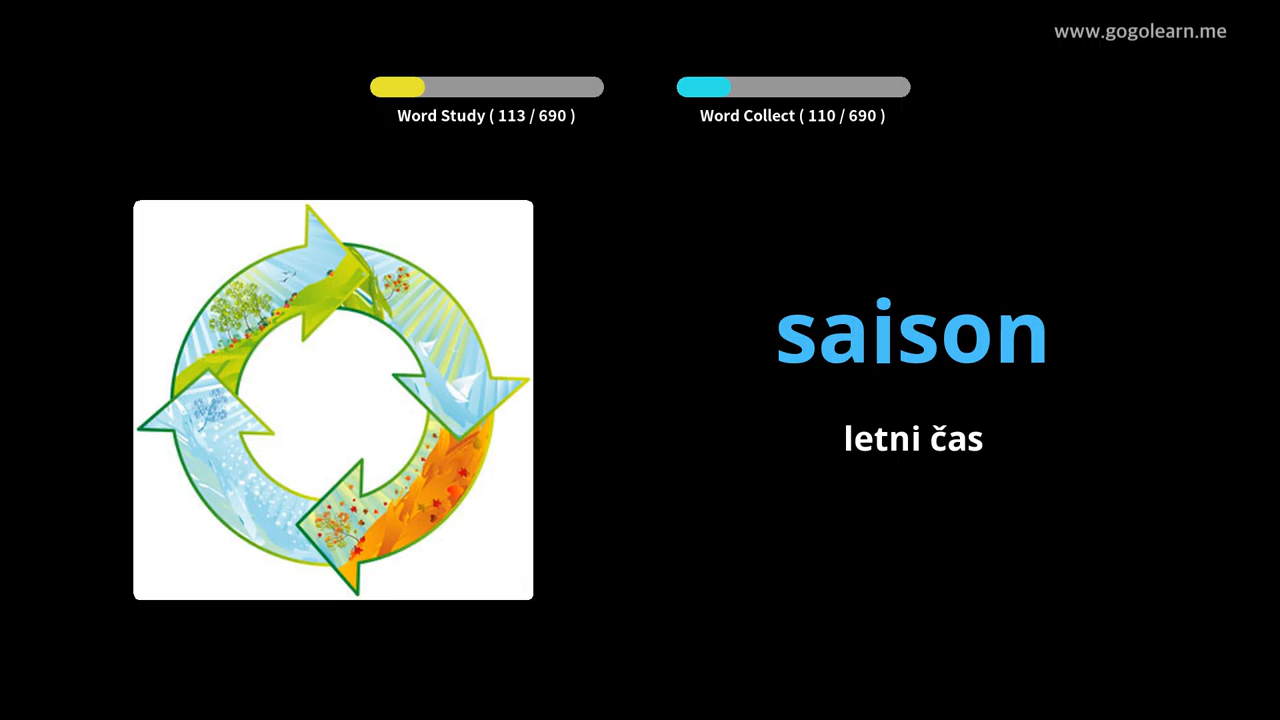 www.gogolearn.me
Word Study ( 113 / 690 )
Word Collect ( 110 / 690 )
saison
letni čas